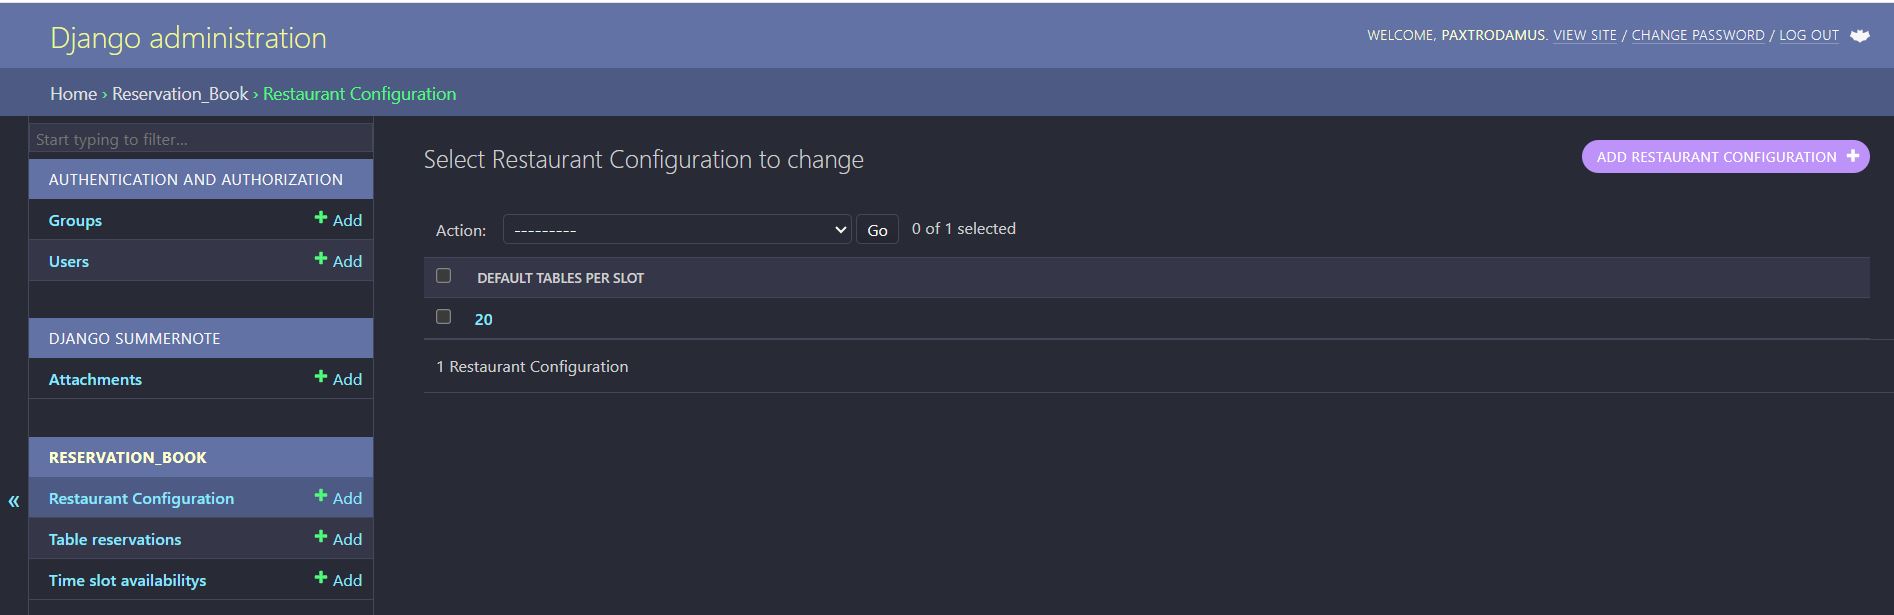 Django administration
WELCOME, PAXTRODAMUS. VIEW SITE / CHANGE PASSWORD / LOG OUT
Home › Reservation_Book › Restaurant Configuration
Start typing to filter...
AUTHENTICATION AND AUTHORIZATION
Groups + Add
Users + Add
DJANGO SUMMERNOTE
Attachments + Add
RESERVATION_BOOK
«
Restaurant Configuration + Add
Table reservations + Add
Time slot availabilitys + Add
Select Restaurant Configuration to change
ADD RESTAURANT CONFIGURATION +
Action: --------- Go 0 of 1 selected
DEFAULT TABLES PER SLOT
20
1 Restaurant Configuration